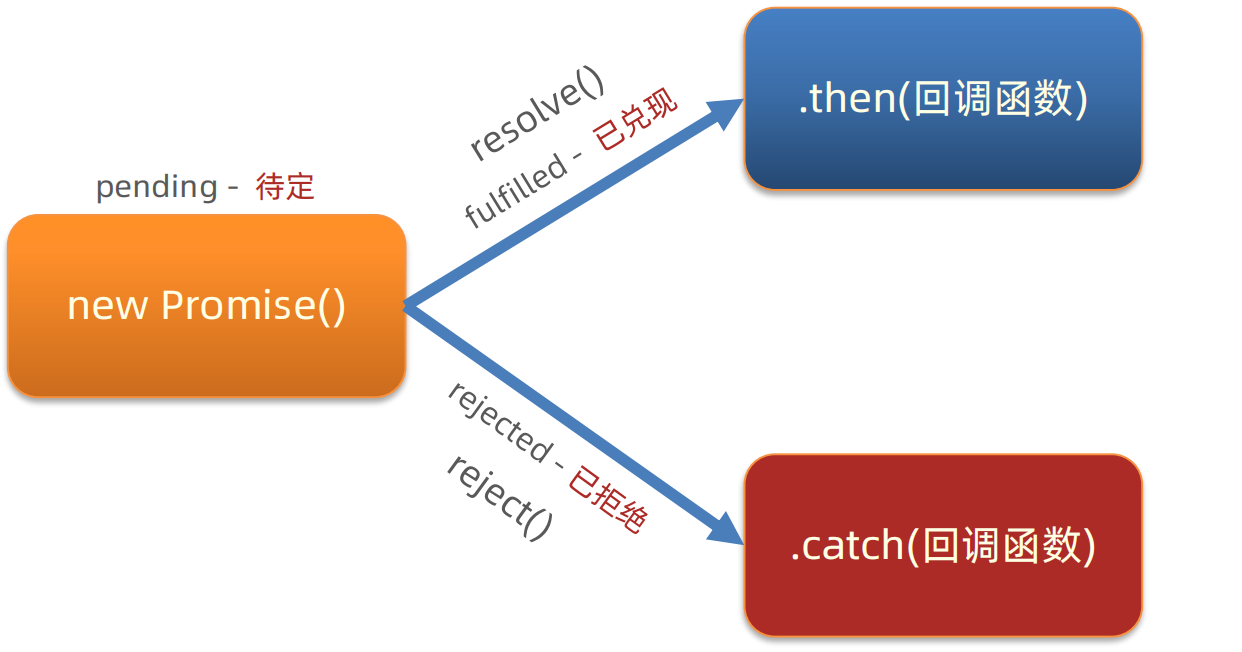 resolve()
fulfilled - 已兑现
.then(回调函数)
pending - 待定
new Promise()
rejected - 已拒绝
reject()
.catch(回调函数)